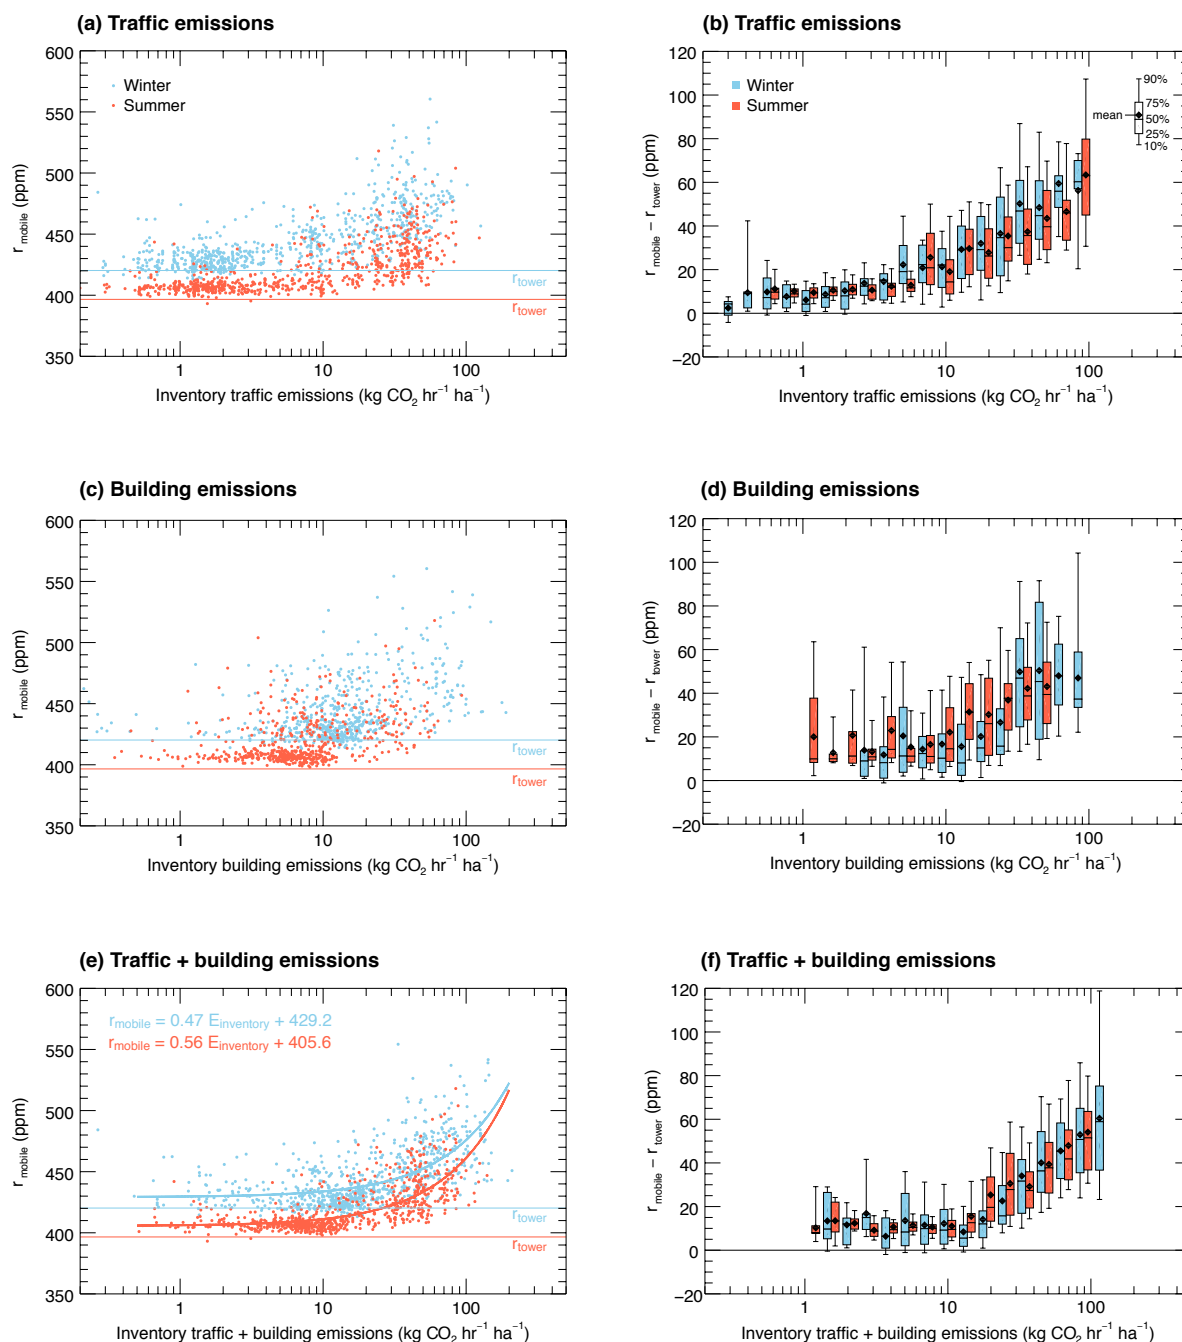 (a) Traffic emissions
600
550
500
450
400
350
r mobile (ppm)
Winter
Summer
rtower
rtower
1
10
100
Inventory traffic emissions (kg CO2 hr−1 ha−1)
(b) Traffic emissions
120
100
80
60
40
20
0
−20
r mobile − r tower (ppm)
Winter
Summer
mean
90%
75%
50%
25%
10%
1
10
100
Inventory traffic emissions (kg CO2 hr−1 ha−1)
(c) Building emissions
600
550
500
450
400
350
r mobile (ppm)
rtower
rtower
1
10
100
Inventory building emissions (kg CO2 hr−1 ha−1)
(d) Building emissions
120
100
80
60
40
20
0
−20
r mobile − r tower (ppm)
1
10
100
Inventory building emissions (kg CO2 hr−1 ha−1)
(e) Traffic + building emissions
600
550
500
450
400
350
r mobile (ppm)
rmobile = 0.47 Einventory + 429.2
rmobile = 0.56 Einventory + 405.6
rtower
rtower
1
10
100
Inventory traffic + building emissions (kg CO2 hr−1 ha−1)
(f) Traffic + building emissions
120
100
80
60
40
20
0
−20
r mobile − r tower (ppm)
1
10
100
Inventory traffic + building emissions (kg CO2 hr−1 ha−1)